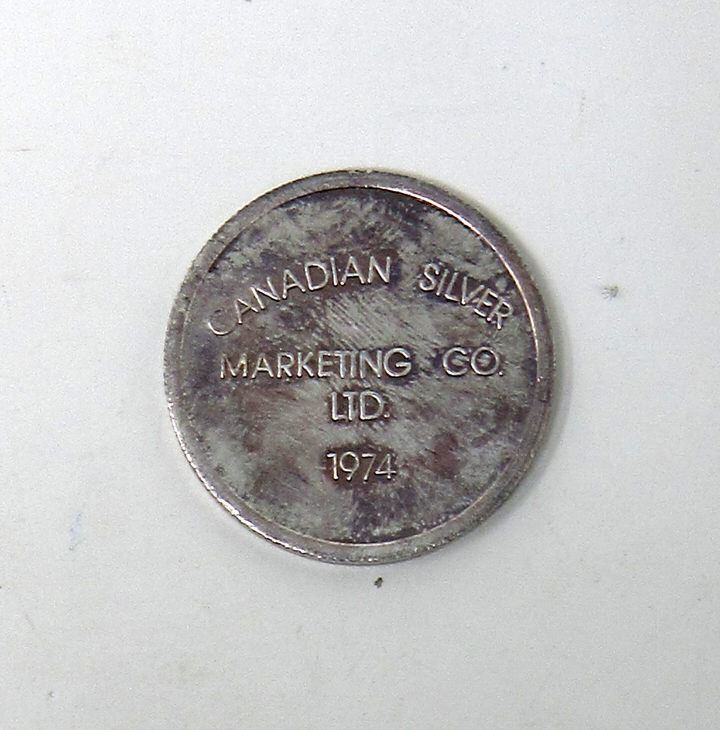 CANADIAN SILVER
MARKETING CO.
LTD.
1974